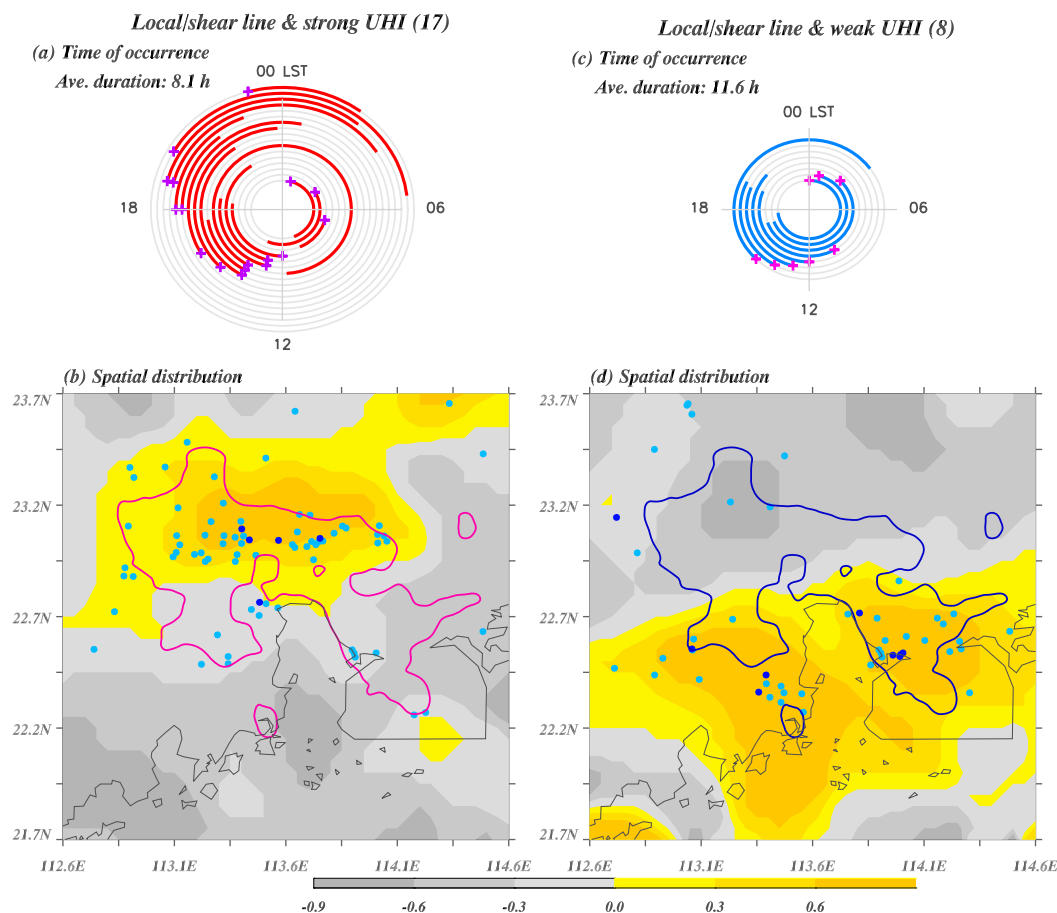 Local/shear line & strong UHI (17)
(a) Time of occurrence
Ave. duration: 8.1 h
00 LST
18
06
12
Local/shear line & weak UHI (8)
(c) Time of occurrence
Ave. duration: 11.6 h
00 LST
18
06
12
(b) Spatial distribution
23.7N
23.2N
22.7N
22.2N
21.7N
112.6E 113.1E 113.6E 114.1E 114.6E
(d) Spatial distribution
23.7N
23.2N
22.7N
22.2N
21.7N
112.6E 113.1E 113.6E 114.1E 114.6E
-0.9 -0.6 -0.3 0.0 0.3 0.6